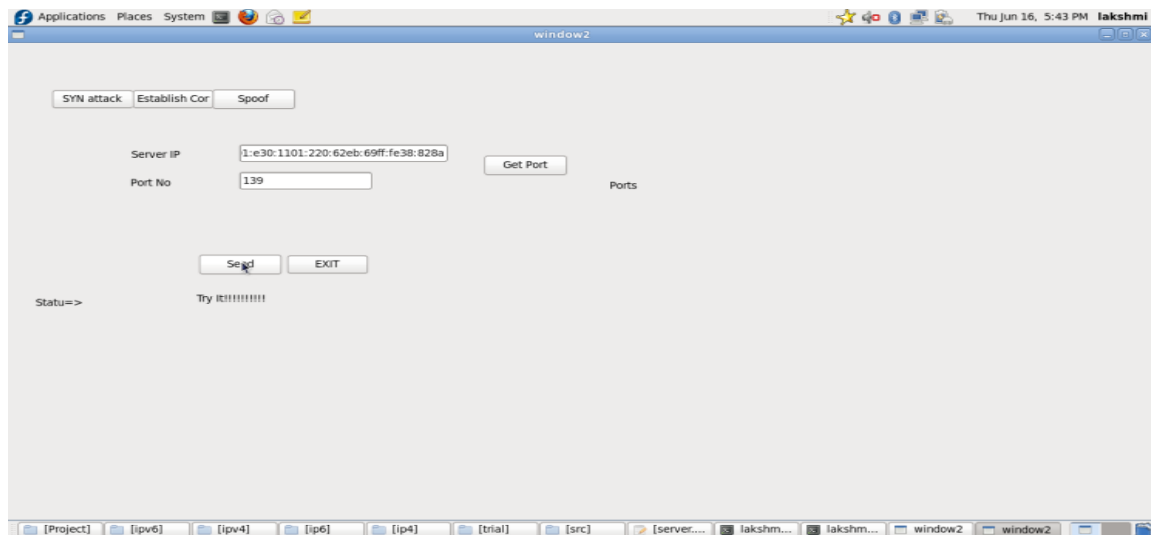 Applications Places System Thu Jun 16, 5:43 PM lakshmi
window2
SYN attack Establish Cor Spoof
Server IP 1:e30:1101:220:62eb:69ff:fe38:828a
Get Port
Port No 139
Ports
Send EXIT
Statu=> Try It!!!!!!!!!!
[Project] [ipv6] [ipv4] [ip6] [ip4] [trial] [src] [server.... lakshm... lakshm... window2 window2